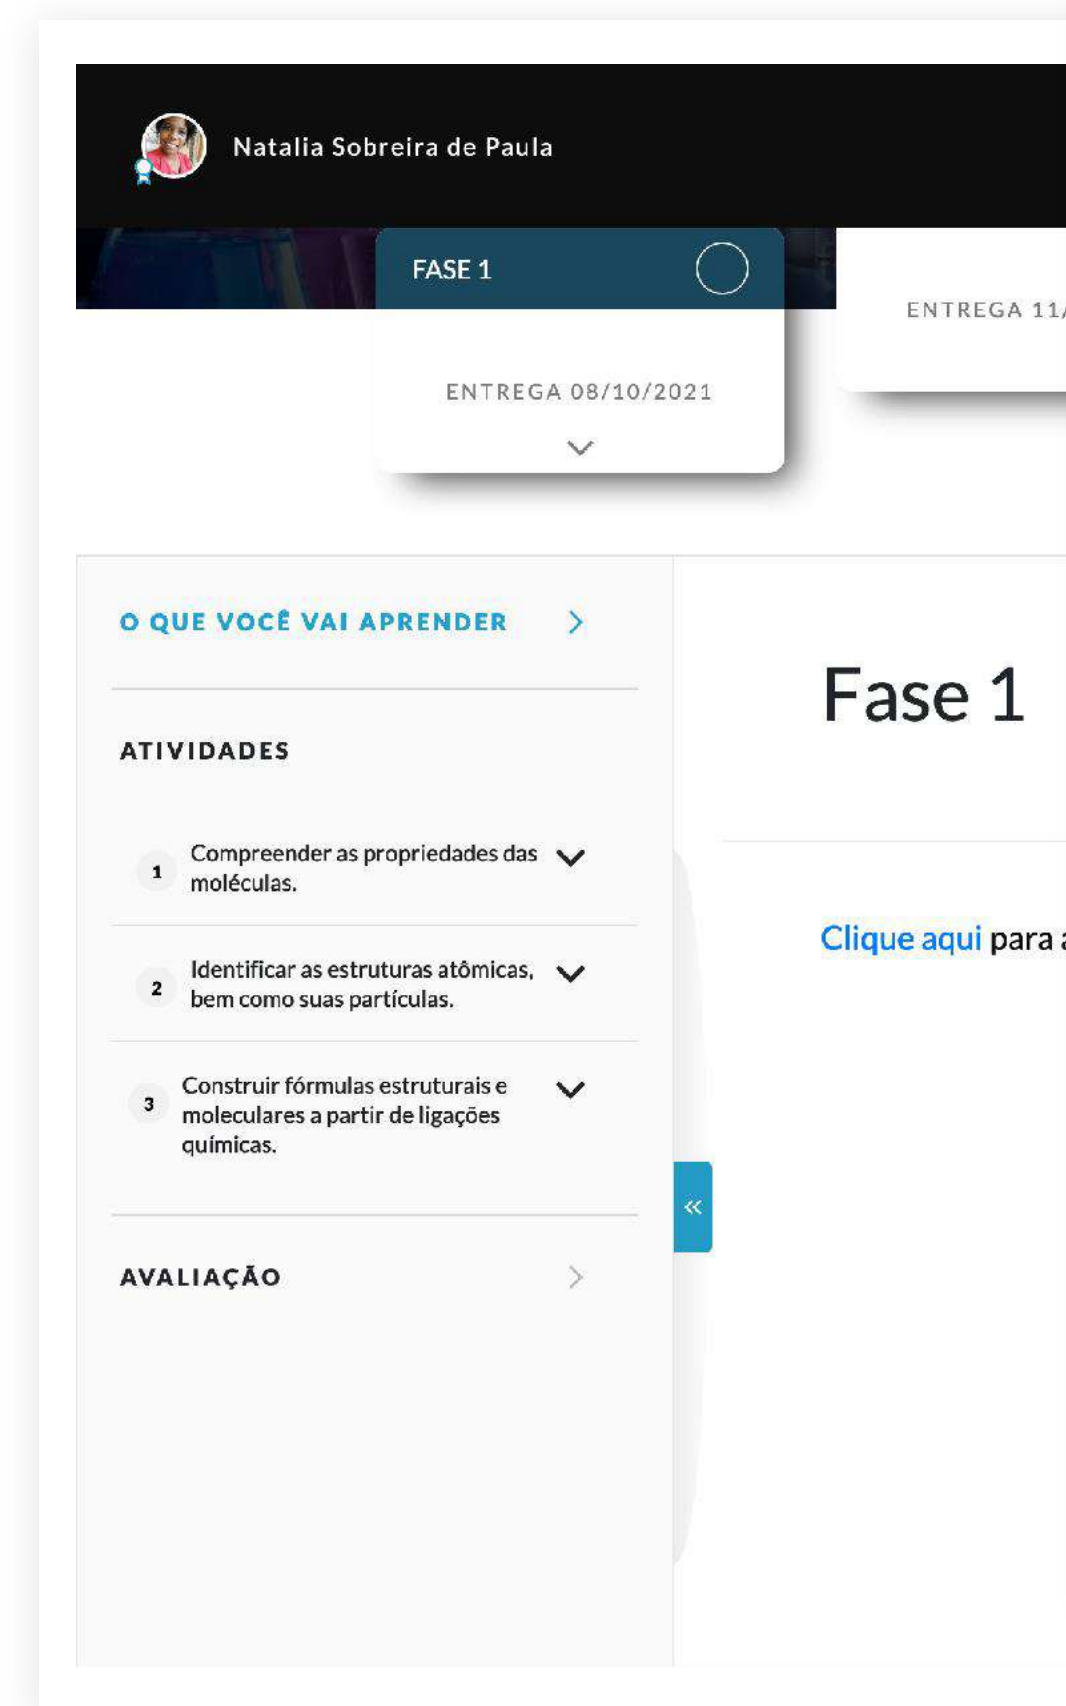 Natalia Sobreira de Paula
FASE 1
ENTREGA 08/10/2021
ENTREGA 11/
O QUE VOCÊ VAI APRENDER
ATIVIDADES
1
Compreender as propriedades das
moléculas.
2
Identificar as estruturas atômicas,
bem como suas partículas.
3
Construir fórmulas estruturais e
moleculares a partir de ligações
químicas.
AVALIAÇÃO
Fase 1
Clique aqui para